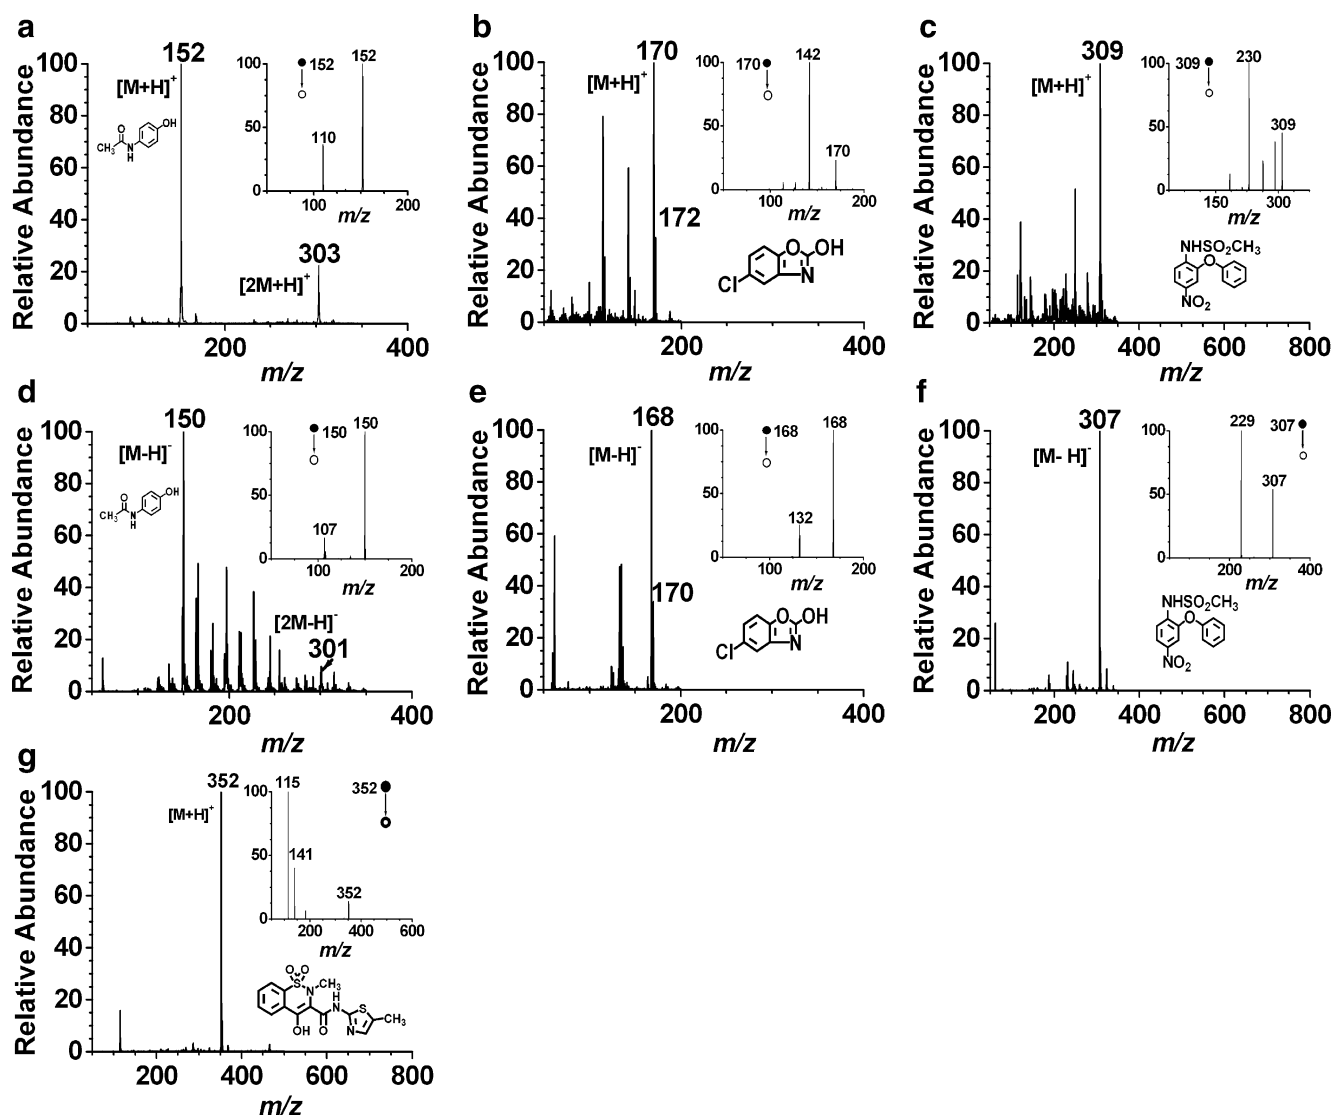 a
Relative Abundance
100
80
60
40
20
0
152
[M+H]+
O
CH3
N
H
OH
[2M+H]+
303
200
400
m/z
100
50
0
152
152
110
100
200
m/z
b
Relative Abundance
100
80
60
40
20
0
170
[M+H]+
172
O
OH
N
Cl
200
400
m/z
100
50
0
170
142
170
100
200
m/z
c
Relative Abundance
100
80
60
40
20
0
309
[M+H]+
NHSO2CH3
O
NO2
200
400
600
800
m/z
100
50
0
309
230
309
150
300
m/z
d
Relative Abundance
100
80
60
40
20
0
150
[M-H]-
O
CH3
N
H
OH
[2M-H]-
301
200
400
m/z
100
50
0
150
150
107
100
200
m/z
e
Relative Abundance
100
80
60
40
20
0
168
[M-H]-
170
O
OH
N
Cl
200
400
m/z
100
50
0
168
168
132
100
200
m/z
f
Relative Abundance
100
80
60
40
20
0
307
[M- H]-
NHSO2CH3
O
NO2
200
400
600
800
m/z
100
50
0
229
307
307
200
400
m/z
g
Relative Abundance
100
80
60
40
20
0
352
[M+H]+
O O
S
N
CH3
H
N
S
N
CH3
OH
O
200
400
600
800
m/z
100
50
0
115
352
141
352
200
400
600
m/z